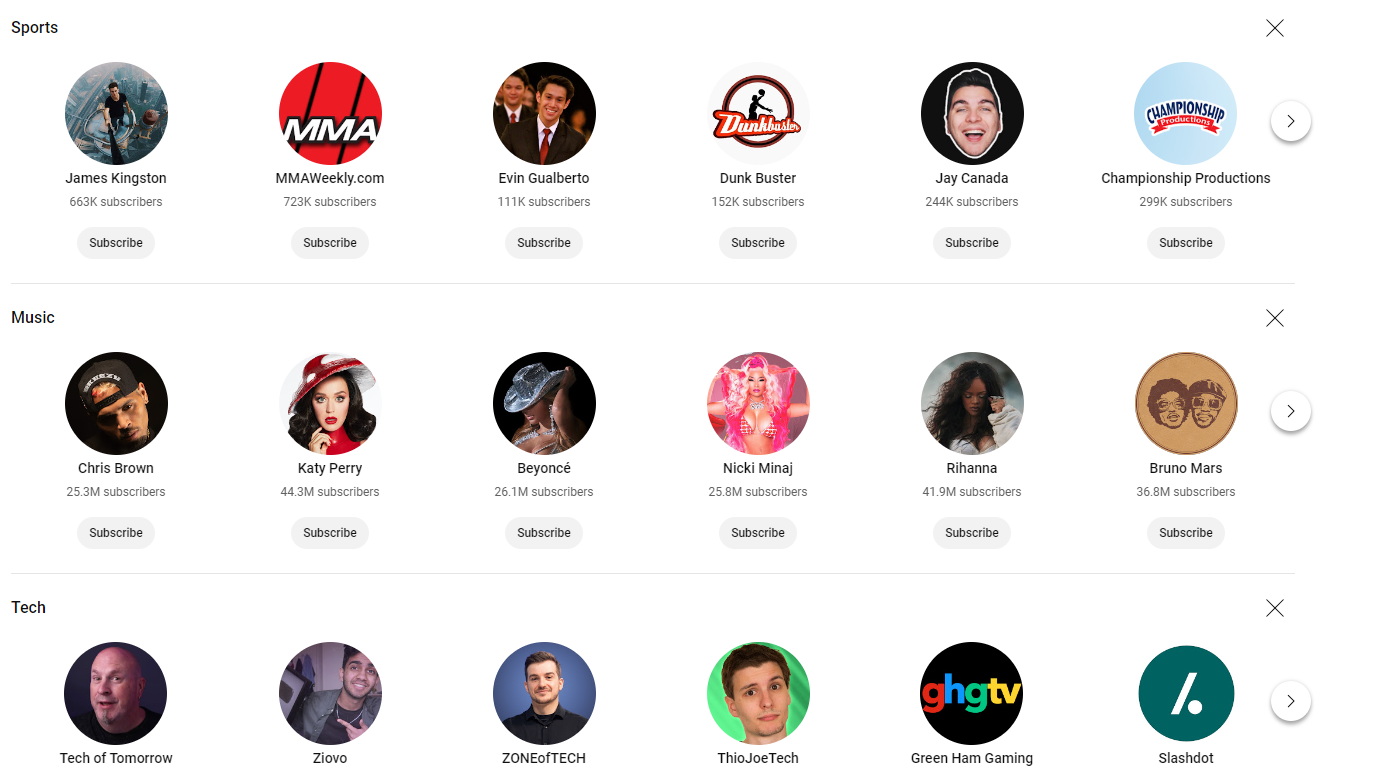 Sports
MMA
Dunkbuster
CHAMPIONSHIP
Productions
James Kingston
MMAWeekly.com
Evin Gualberto
Dunk Buster
Jay Canada
Championship Productions
663K subscribers
723K subscribers
111K subscribers
152K subscribers
244K subscribers
299K subscribers
Subscribe
Subscribe
Subscribe
Subscribe
Subscribe
Subscribe
Music
Chris Brown
Katy Perry
Beyoncé
Nicki Minaj
Rihanna
Bruno Mars
25.3M subscribers
44.3M subscribers
26.1M subscribers
25.8M subscribers
41.9M subscribers
36.8M subscribers
Subscribe
Subscribe
Subscribe
Subscribe
Subscribe
Subscribe
Tech
ghgtv
Tech of Tomorrow
Ziovo
ZONEofTECH
ThioJoeTech
Green Ham Gaming
Slashdot